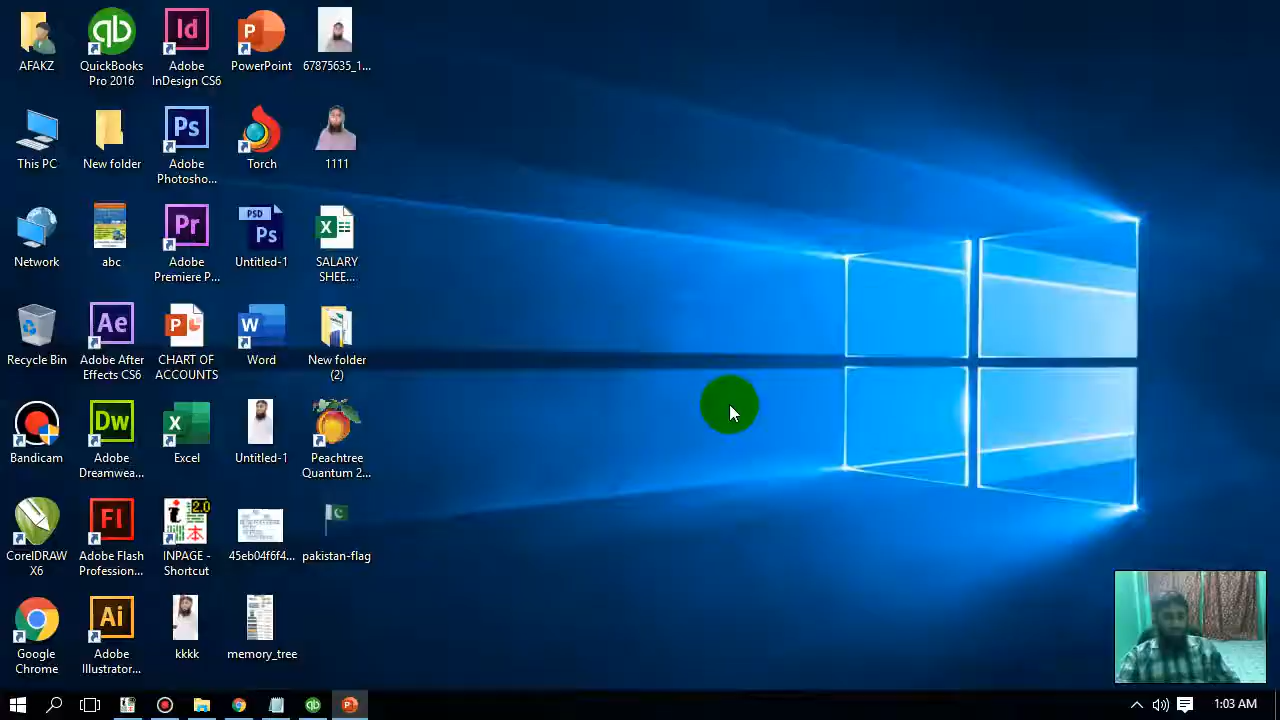 AFAKZ
QuickBooks
Pro 2016
Adobe
InDesign CS6
PowerPoint
67875635_1...
This PC
New folder
Adobe
Photosho...
Torch
1111
Network
abc
Adobe
Premiere P...
Untitled-1
SALARY
SHEE...
Recycle Bin
Adobe After
Effects CS6
CHART OF
ACCOUNTS
Word
New folder
(2)
Bandicam
Adobe
Dreamwea...
Excel
Untitled-1
Peachtree
Quantum 2...
CorelDRAW
X6
Adobe Flash
Profession...
INPAGE -
Shortcut
45eb04f6f4...
pakistan-flag
Google
Chrome
Adobe
Illustrator...
kkkk
memory_tree
1:03 AM